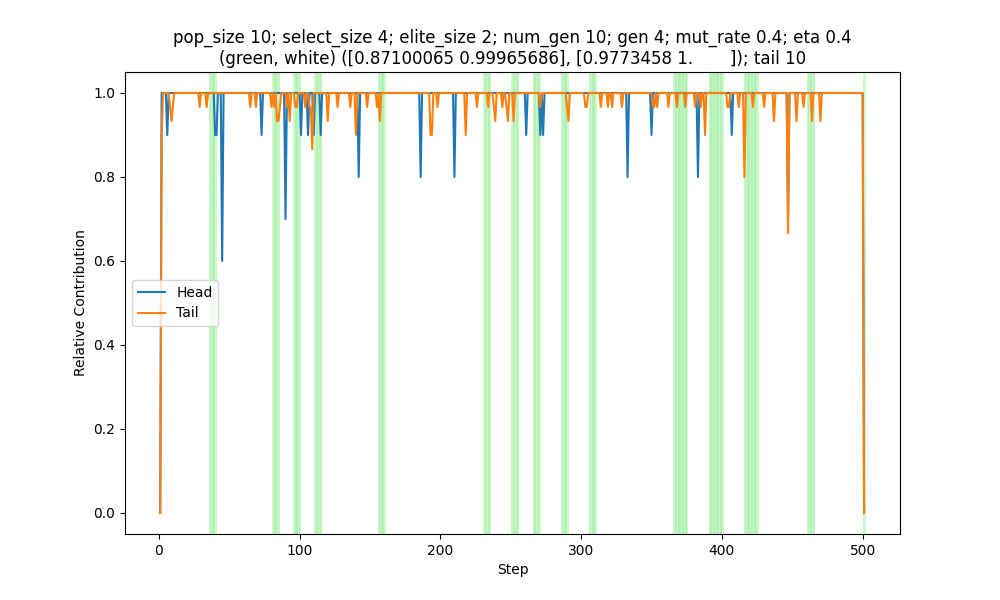 pop_size 10; select_size 4; elite_size 2; num_gen 10; gen 4; mut_rate 0.4; eta 0.4
(green, white) ([0.87100065 0.99965686], [0.9773458 1.        ]); tail 10
1.0
0.8
0.6
0.4
0.2
0.0
Relative Contribution
Head
Tail
0
100
200
300
400
500
Step